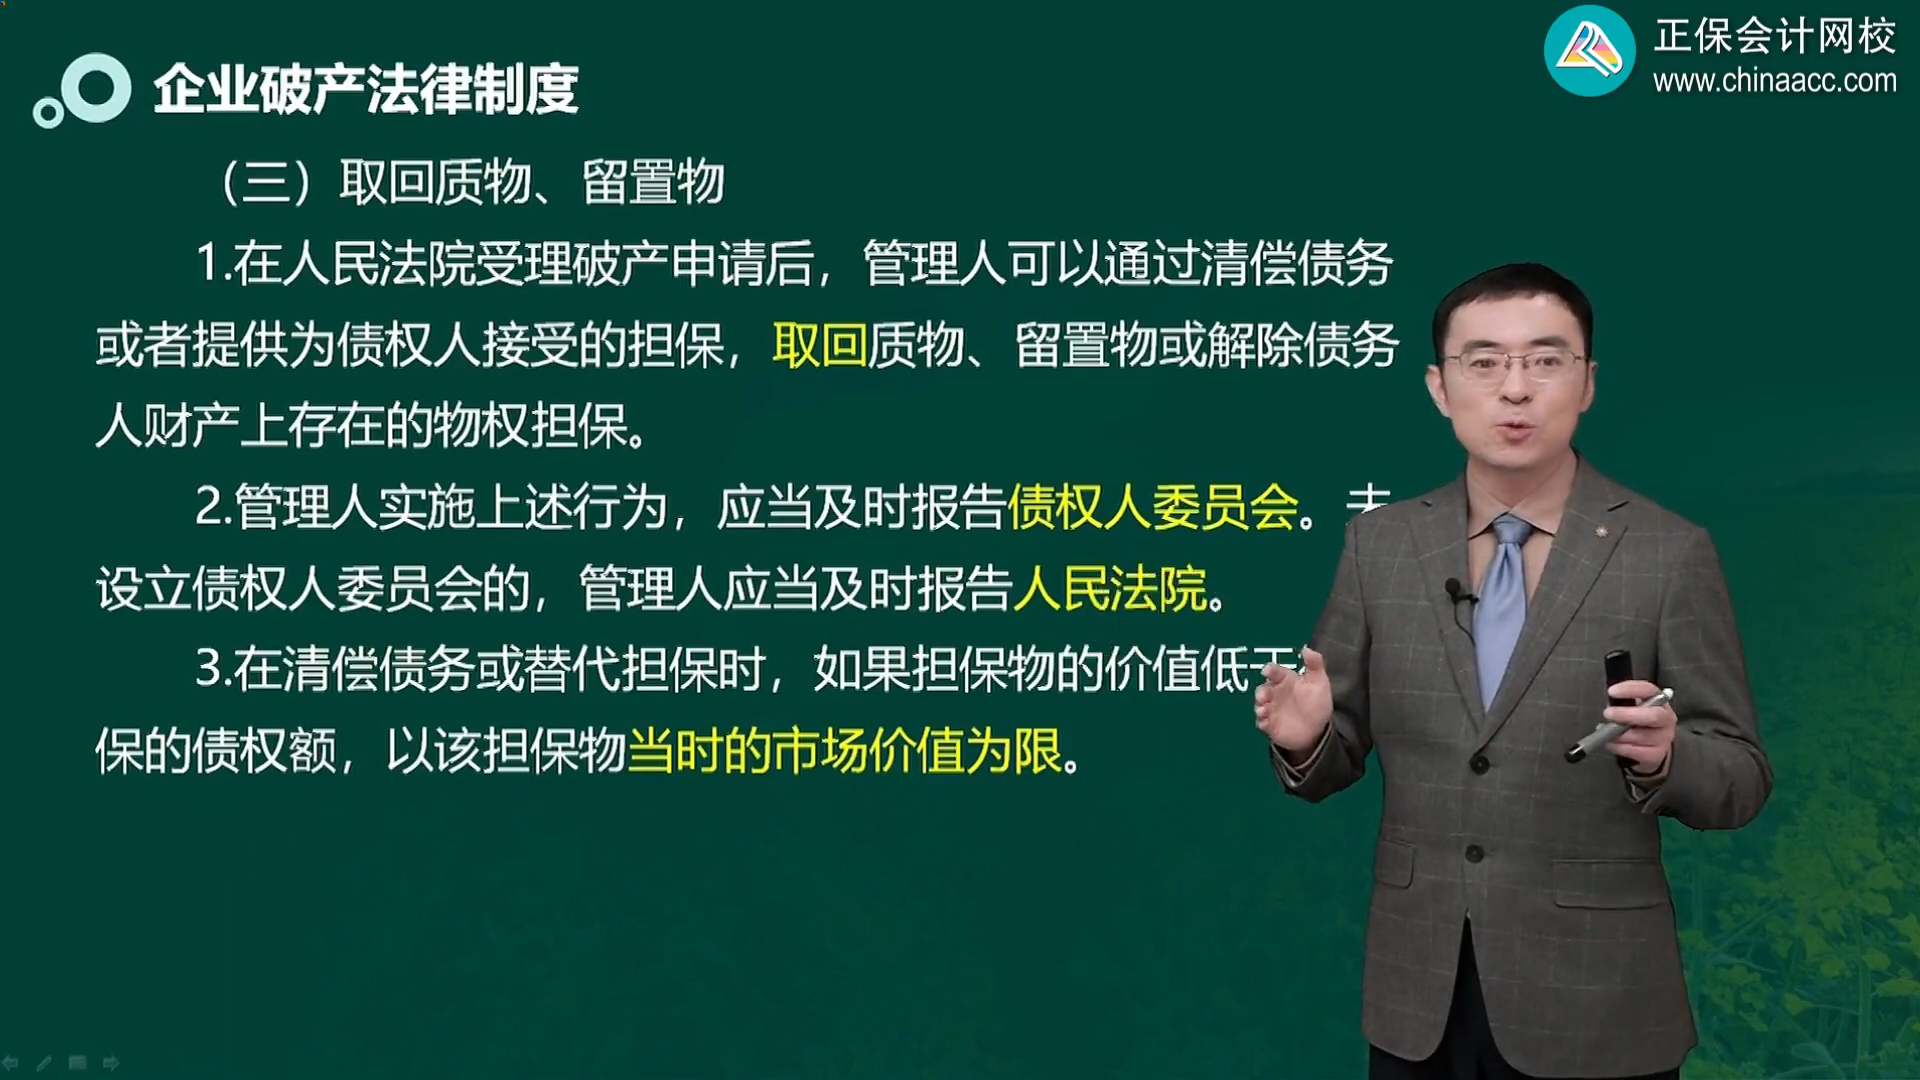 正保会计网校
www.chinaacc.com
企业破产法律制度
（三）取回质物、留置物
1.在人民法院受理破产申请后，管理人可以通过清偿债务
或者提供为债权人接受的担保，取回质物、留置物或解除债务
人财产上存在的物权担保。
2.管理人实施上述行为，应当及时报告债权人委员会。未
设立债权人委员会的，管理人应当及时报告人民法院。
3.在清偿债务或替代担保时，如果担保物的价值低于
保的债权额，以该担保物当时的市场价值为限。